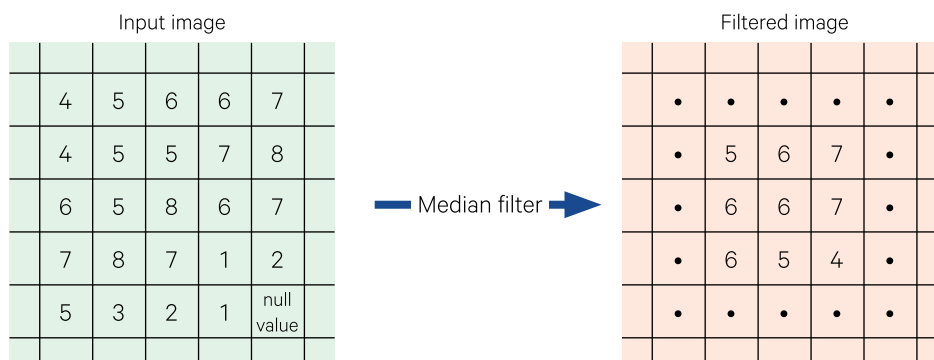 Input image
4 5 6 6 7
4 5 5 7 8
6 5 8 6 7
7 8 7 1 2
5 3 2 1 null value
Median filter
Filtered image
• • • • •
• 5 6 7 •
• 6 6 7 •
• 6 5 4 •
• • • • •